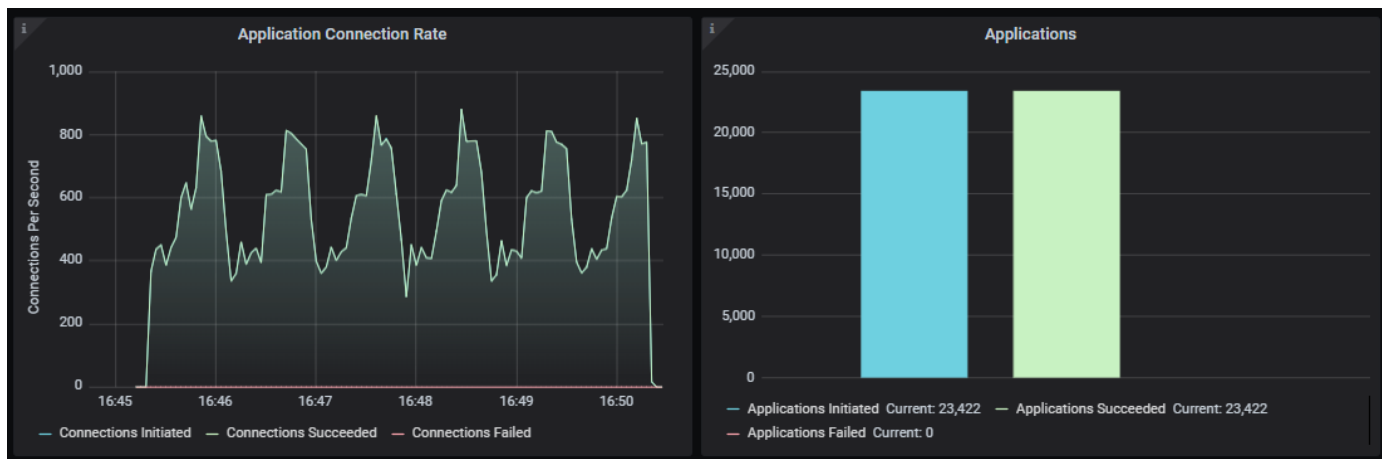 i
Application Connection Rate
Connections Per Second
1,000
800
600
400
200
0
16:45 16:46 16:47 16:48 16:49 16:50
Connections Initiated Connections Succeeded Connections Failed
i
Applications
25,000
20,000
15,000
10,000
5,000
0
Applications Initiated Current: 23,422 Applications Succeeded Current: 23,422
Applications Failed Current: 0